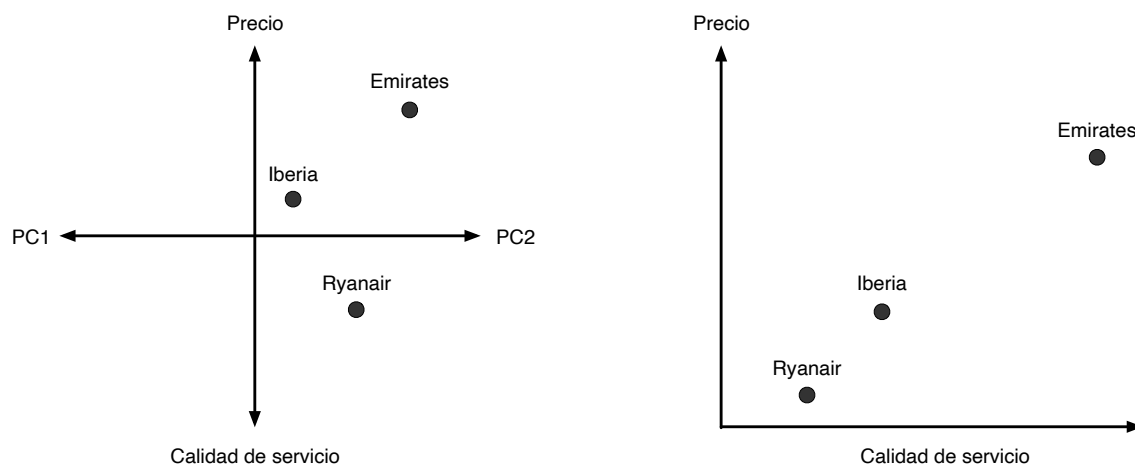 Precio
Emirates
Iberia
PC1
PC2
Ryanair
Calidad de servicio
Precio
Emirates
Iberia
Ryanair
Calidad de servicio